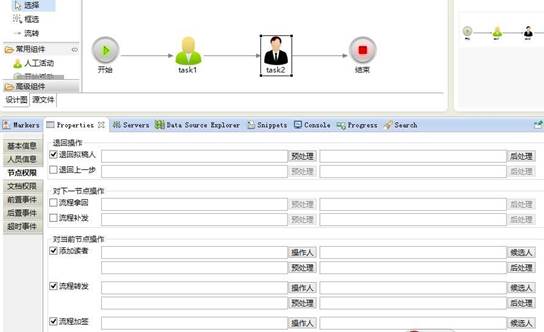 选择
框选
流转
常用组件
人工活动
高级组件
开始 task1 task2 结束
设计图 源文件
Markers Properties Servers Data Source Explorer Snippets Console Progress Search
基本信息
人员信息
节点权限
文档权限
前置事件
后置事件
超时事件
退回操作
退回拟稿人 预处理 后处理
退回上一步 预处理 后处理
对下一节点操作
流程拿回 预处理 后处理
流程补发 预处理 后处理
对当前节点操作
添加读者 操作人 候选人
预处理 后处理
流程转发 操作人 候选人
预处理 后处理
流程加签 操作人 候选人